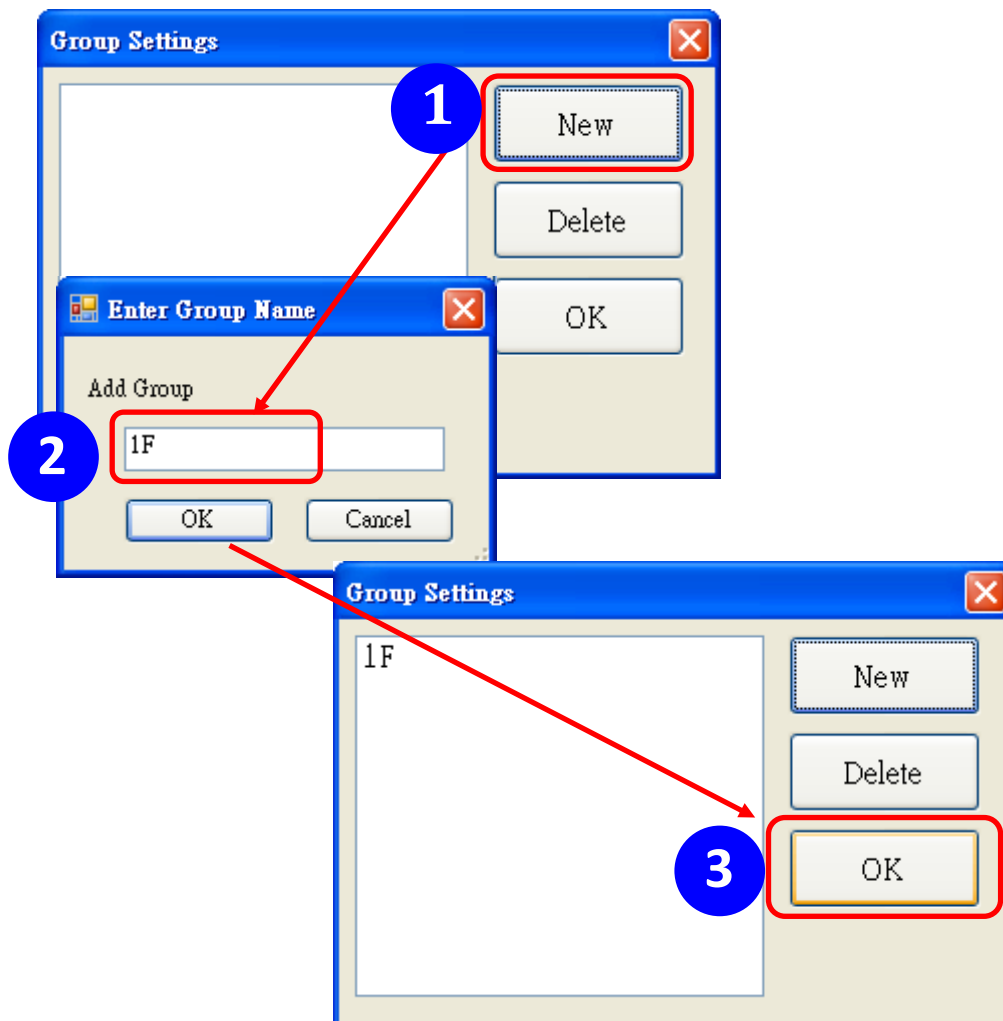 Group Settings
1
New
Delete
OK
Enter Group Name
Add Group
2
1F
OK
Cancel
Group Settings
1F
New
Delete
3
OK